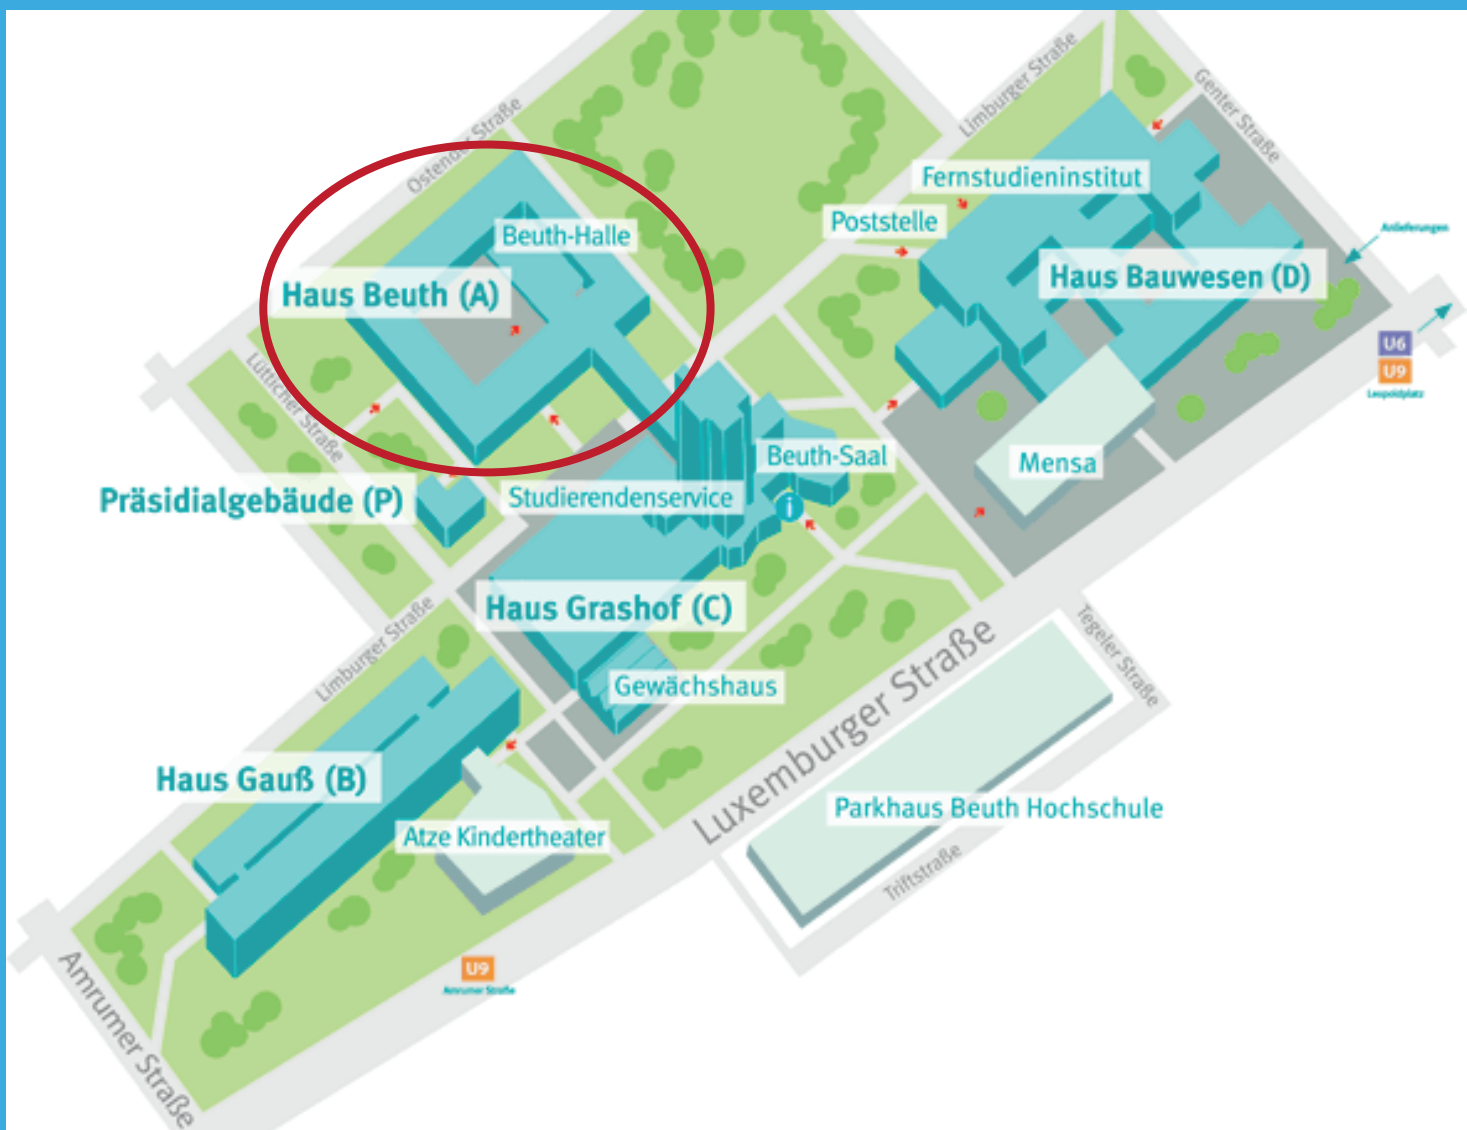 Limburger Straße
Genter Straße
Ostender Straße
Fernstudieninstitut
Poststelle
Anlieferungen
Beuth-Halle
Haus Bauwesen (D)
Haus Beuth (A)
U6
U9
Leopoldplatz
Lütticher Straße
Beuth-Saal
Mensa
Präsidialgebäude (P)
Studierendenservice
i
Haus Grashof (C)
Limburger Straße
Tegeler Straße
Gewächshaus
Luxemburger Straße
Haus Gauß (B)
Parkhaus Beuth Hochschule
Atze Kindertheater
Triftstraße
U9
Amrumer Straße
Amrumer Straße